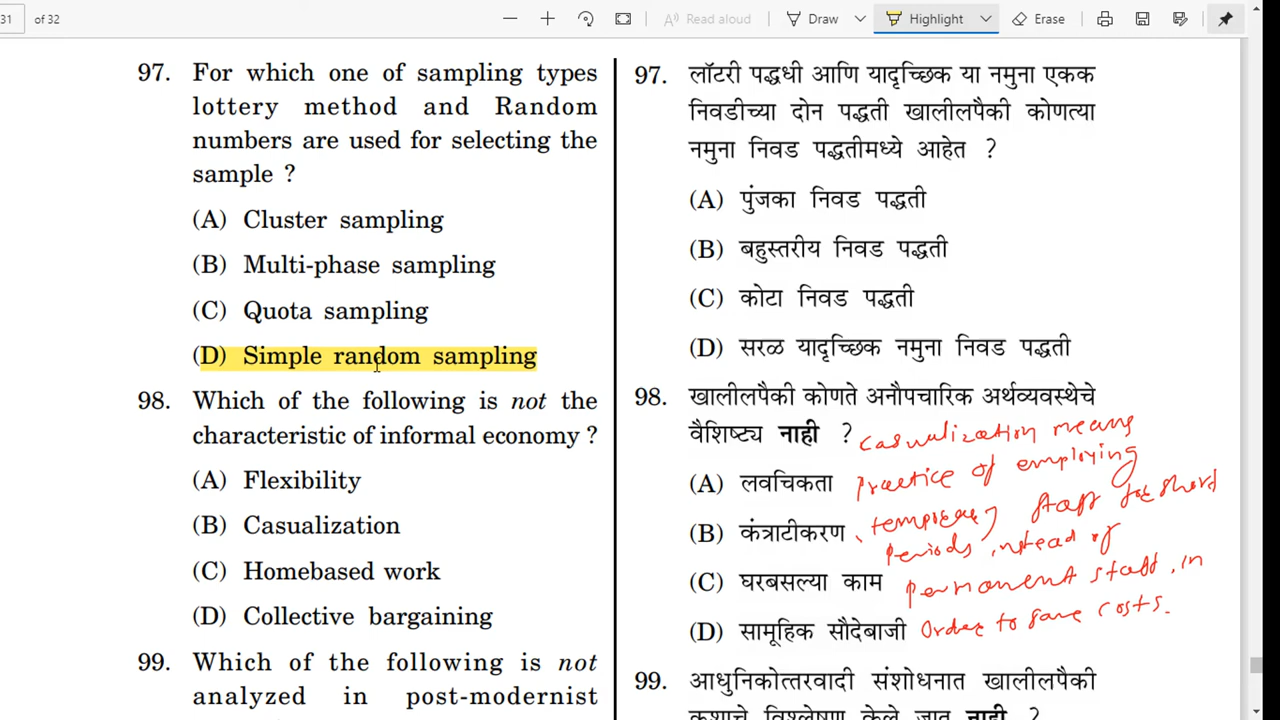 31 of 32
Read aloud
Draw
Highlight
Erase
97. For which one of sampling types
lottery method and Random
numbers are used for selecting the
sample ?
(A) Cluster sampling
(B) Multi-phase sampling
(C) Quota sampling
(D) Simple random sampling
98. Which of the following is not the
characteristic of informal economy ?
(A) Flexibility
(B) Casualization
(C) Homebased work
(D) Collective bargaining
99. Which of the following is not
analyzed in post-modernist
97. लॉटरी पद्धधी आणि यादृच्छिक या नमुना एकक
निवडीच्या दोन पद्धती खालीलपैकी कोणत्या
नमुना निवड पद्धतीमध्ये आहेत ?
(A) पुंजका निवड पद्धती
(B) बहुस्तरीय निवड पद्धती
(C) कोटा निवड पद्धती
(D) सरळ यादृच्छिक नमुना निवड पद्धती
98. खालीलपैकी कोणते अनौपचारिक अर्थव्यवस्थेचे
वैशिष्ट्य नाही ?
(A) लवचिकता
(B) कंत्राटीकरण
(C) घरबसल्या काम
(D) सामूहिक सौदेबाजी
casualization means
practice of employing
temporary staff for short
periods instead of
permanent staff, in
order to save costs.
99. आधुनिकोत्तरवादी संशोधनात खालीलपैकी
कशाचे विश्लेषण केले जात नाही ?